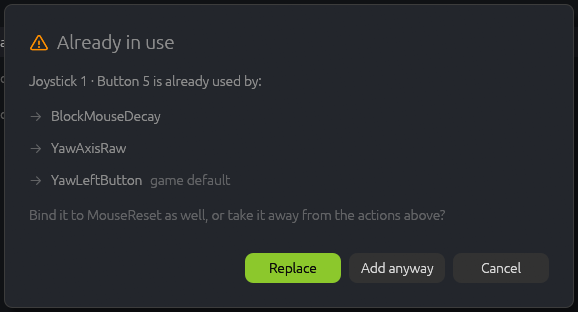 Already in use
Joystick 1 · Button 5 is already used by:
→ BlockMouseDecay
→ YawAxisRaw
→ YawLeftButton game default
Bind it to MouseReset as well, or take it away from the actions above?
Replace Add anyway Cancel